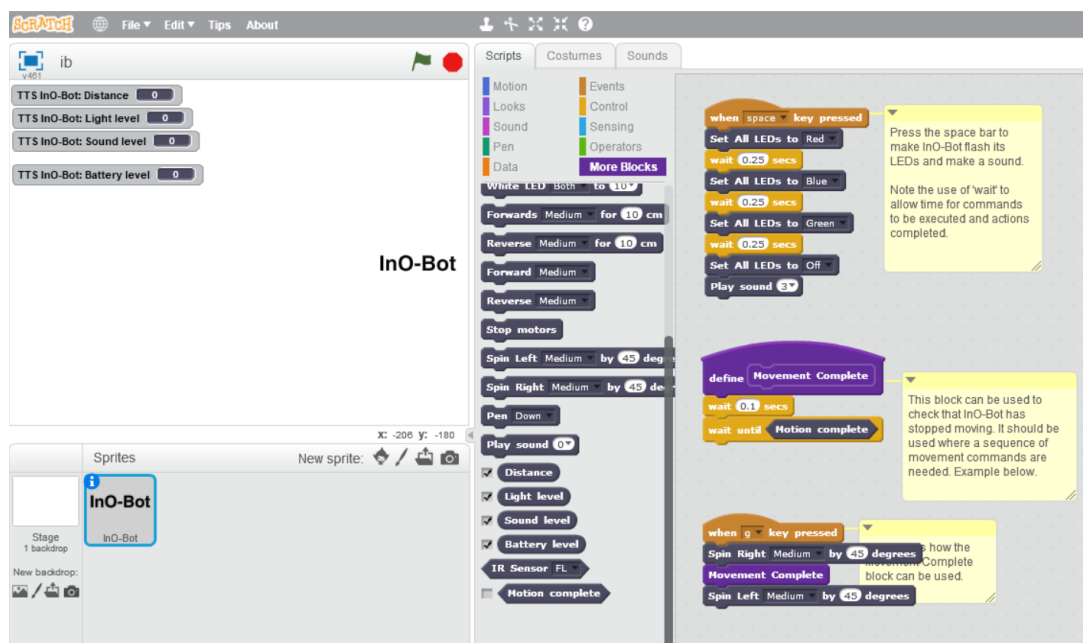 SCRATCH File Edit Tips About
ib
v461
TTS InO-Bot: Distance 0
TTS InO-Bot: Light level 0
TTS InO-Bot: Sound level 0
TTS InO-Bot: Battery level 0
InO-Bot
X: -206 y: -180
Sprites New sprite:
Stage
1 backdrop
New backdrop:
InO-Bot
InO-Bot
Scripts Costumes Sounds
Motion Events
Looks Control
Sound Sensing
Pen Operators
Data More Blocks
White LED Both to 10
Forwards Medium for 10 cm
Reverse Medium for 10 cm
Forward Medium
Reverse Medium
Stop motors
Spin Left Medium by 45
Spin Right Medium by 45
Pen Down
Play sound 0
Distance
Light level
Sound level
Battery level
IR Sensor FL
Motion complete
when space key pressed
Set All LEDs to Red
wait 0.25 secs
Set All LEDs to Blue
wait 0.25 secs
Set All LEDs to Green
wait 0.25 secs
Set All LEDs to Off
Play sound 3
Press the space bar to
make InO-Bot flash its
LEDs and make a sound.
Note the use of 'wait' to
allow time for commands
to be executed and actions
completed.
define Movement Complete
wait 0.1 secs
wait until Motion complete
This block can be used to
check that InO-Bot has
stopped moving. It should be
used where a sequence of
movement commands are
needed. Example below.
when g key pressed
Spin Right Medium by 45 degrees
Movement Complete
Spin Left Medium by 45 degrees
how the
Complete
block can be used.